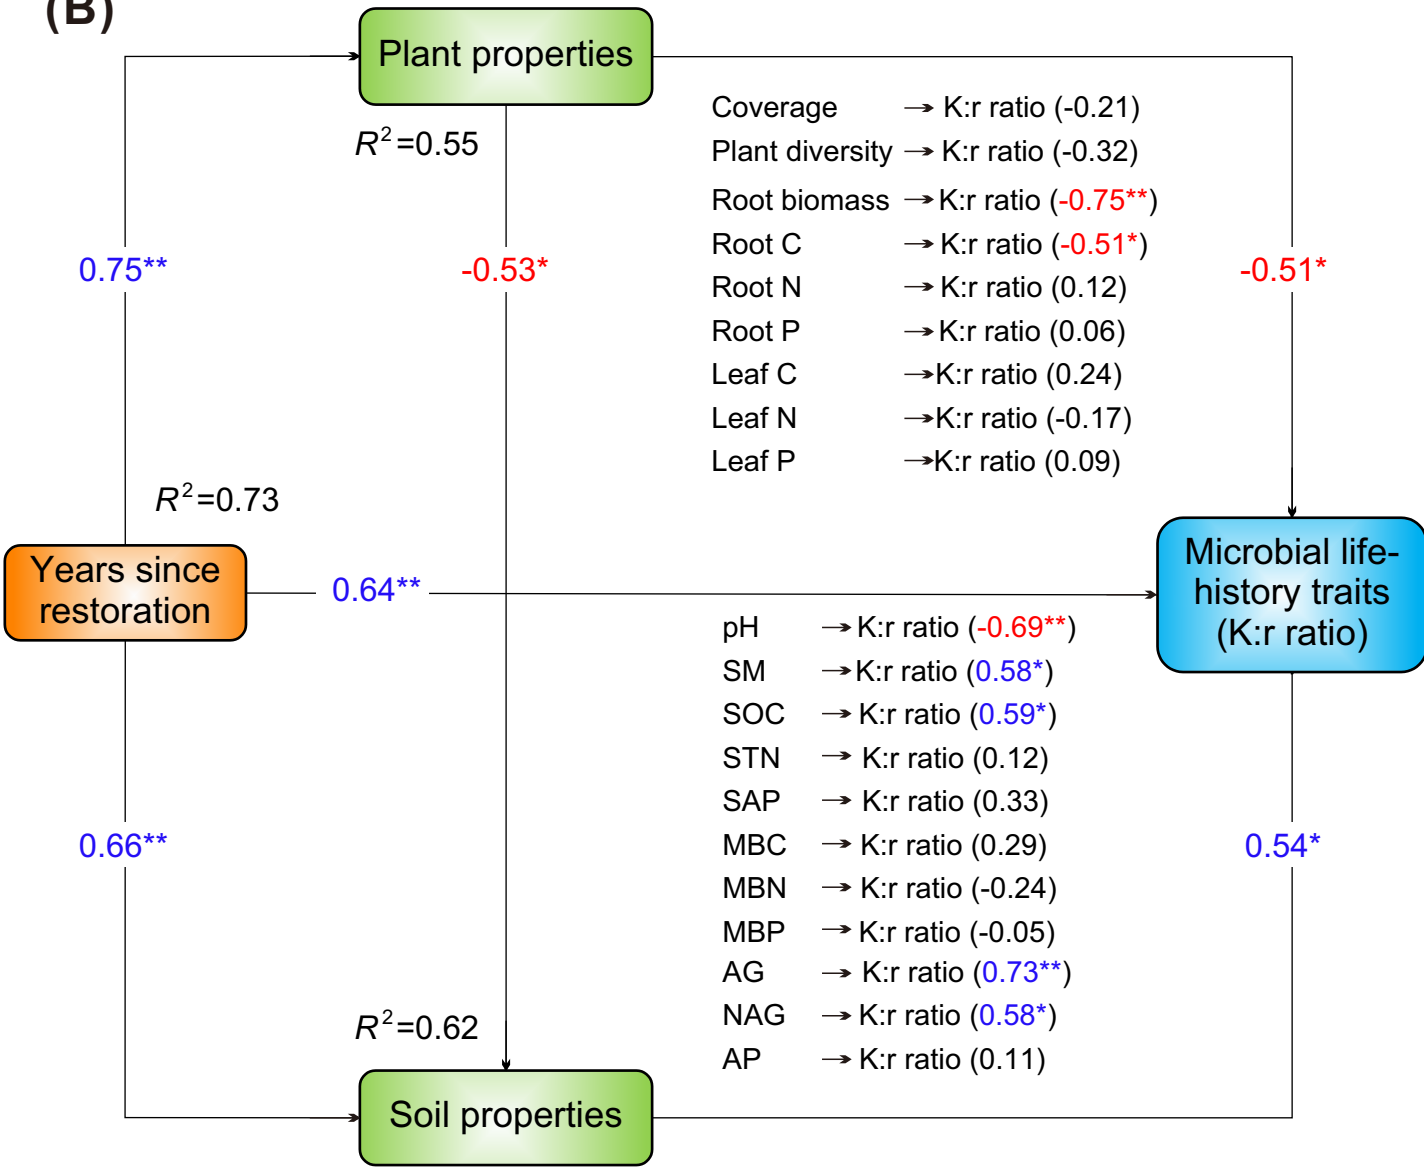 (B)
Plant properties
R²=0.55
Coverage → K:r ratio (-0.21)
Plant diversity → K:r ratio (-0.32)
Root biomass → K:r ratio (-0.75**)
Root C → K:r ratio (-0.51*)
Root N → K:r ratio (0.12)
Root P → K:r ratio (0.06)
Leaf C → K:r ratio (0.24)
Leaf N → K:r ratio (-0.17)
Leaf P → K:r ratio (0.09)
0.75**
-0.53*
-0.51*
R²=0.73
Years since
restoration
0.64**
Microbial life-
history traits
(K:r ratio)
pH → K:r ratio (-0.69**)
SM → K:r ratio (0.58*)
SOC → K:r ratio (0.59*)
STN → K:r ratio (0.12)
SAP → K:r ratio (0.33)
MBC → K:r ratio (0.29)
MBN → K:r ratio (-0.24)
MBP → K:r ratio (-0.05)
AG → K:r ratio (0.73**)
NAG → K:r ratio (0.58*)
AP → K:r ratio (0.11)
0.66**
0.54*
R²=0.62
Soil properties